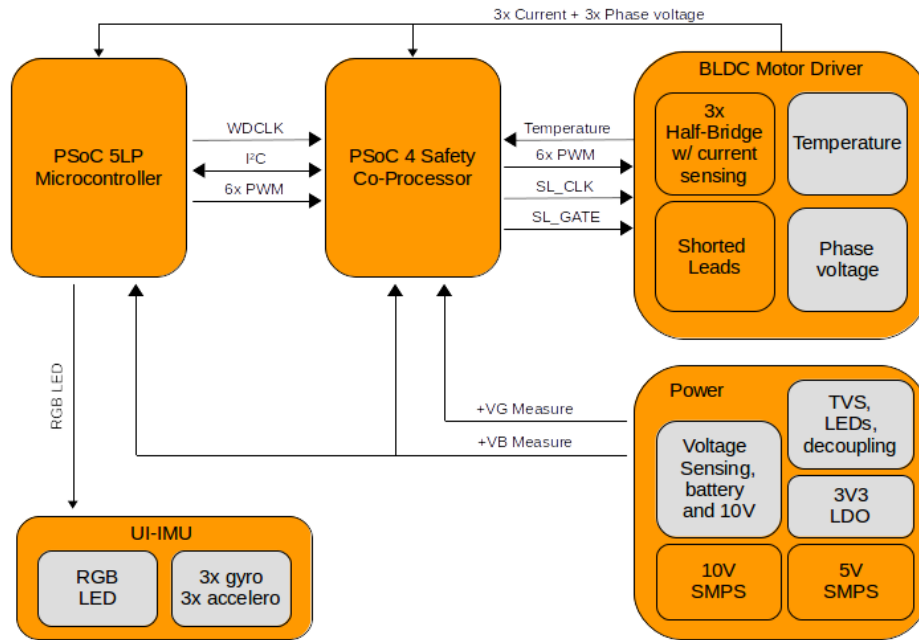 3x Current + 3x Phase voltage
PSoC 5LP
Microcontroller
WDCLK
I²C
6x PWM
PSoC 4 Safety
Co-Processor
Temperature
6x PWM
SL_CLK
SL_GATE
BLDC Motor Driver
3x
Half-Bridge
w/ current
sensing
Temperature
Shorted
Leads
Phase
voltage
RGB LED
+VG Measure
+VB Measure
Power
TVS,
LEDs,
decoupling
Voltage
Sensing,
battery
and 10V
3V3
LDO
10V
SMPS
5V
SMPS
UI-IMU
RGB
LED
3x gyro
3x accelero